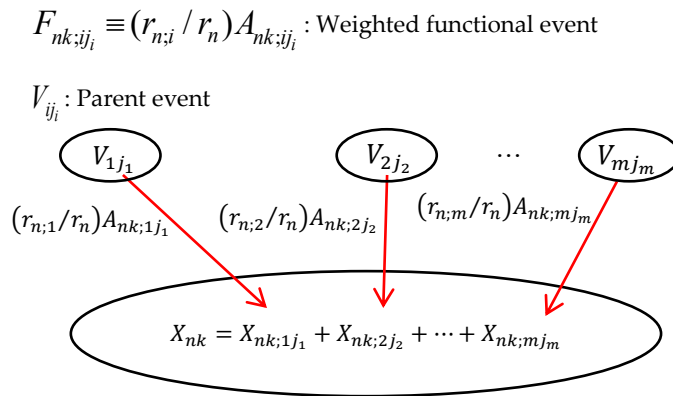 F_{nk;ij_i} ≡ (r_{n;i} / r_n) A_{nk;ij_i} : Weighted functional event
V_{ij_i} : Parent event
V_{1j_1} V_{2j_2} ⋯ V_{mj_m}
(r_{n;1}/r_n)A_{nk;1j_1} (r_{n;2}/r_n)A_{nk;2j_2} (r_{n;m}/r_n)A_{nk;mj_m}
X_{nk} = X_{nk;1j_1} + X_{nk;2j_2} + ⋯ + X_{nk;mj_m}